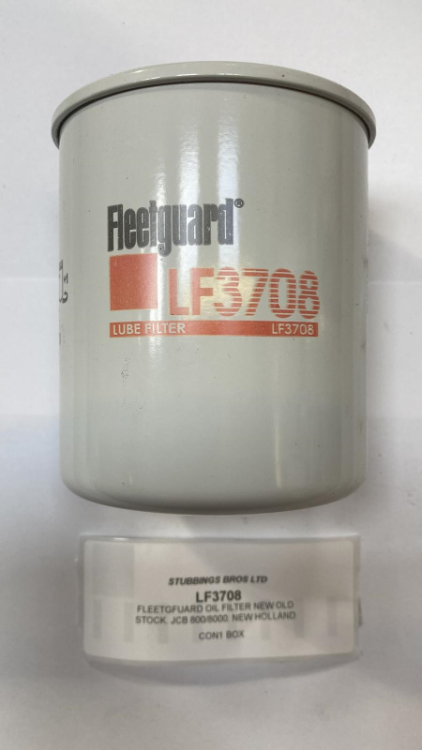 Fleetguard®
LF3708
LUBE FILTER LF3708
STUBBINGS BROS LTD
LF3708
FLEETGFUARD OIL FILTER NEW OLD
STOCK. JCB 800/8000. NEW HOLLAND.
CON1 BOX